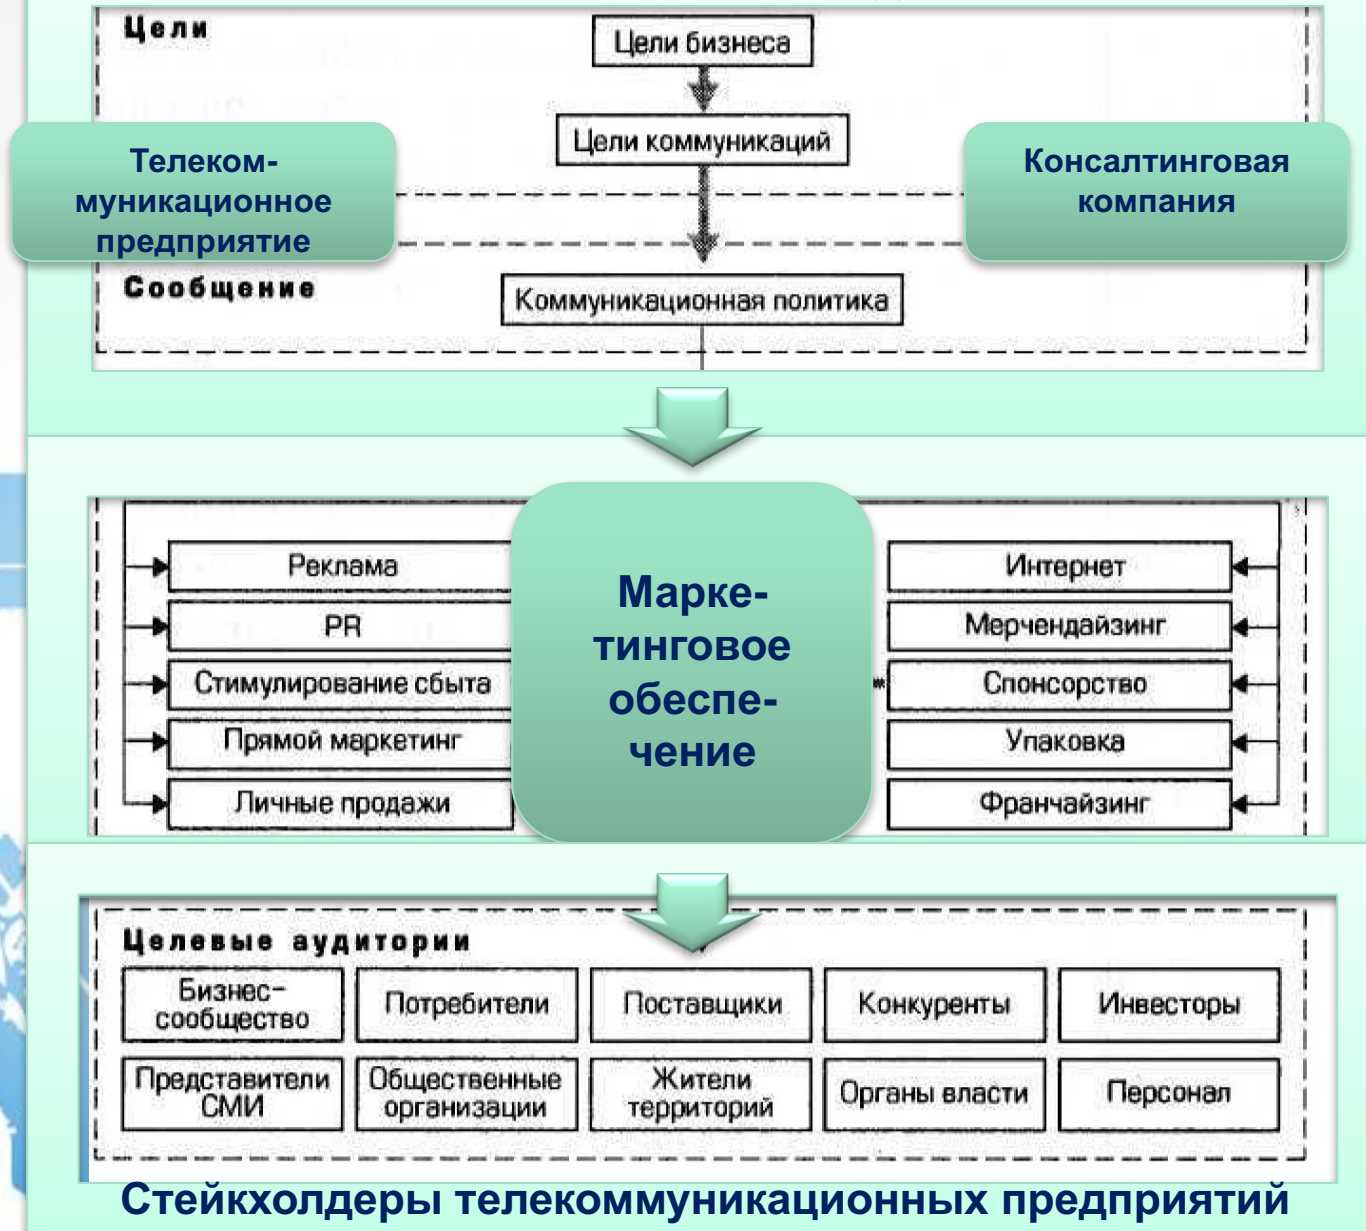 Цели
Цели бизнеса
Цели коммуникаций
Телеком-
муникационное
предприятие
Консалтинговая
компания
Сообщение
Коммуникационная политика
Реклама
PR
Стимулирование сбыта
Прямой маркетинг
Личные продажи
Марке-
тинговое
обеспе-
чение
Интернет
Мерчендайзинг
Спонсорство
Упаковка
Франчайзинг
Целевые аудитории
Бизнес-
сообщество
Потребители
Поставщики
Конкуренты
Инвесторы
Представители
СМИ
Общественные
организации
Жители
территорий
Органы власти
Персонал
Стейкхолдеры телекоммуникационных предприятий